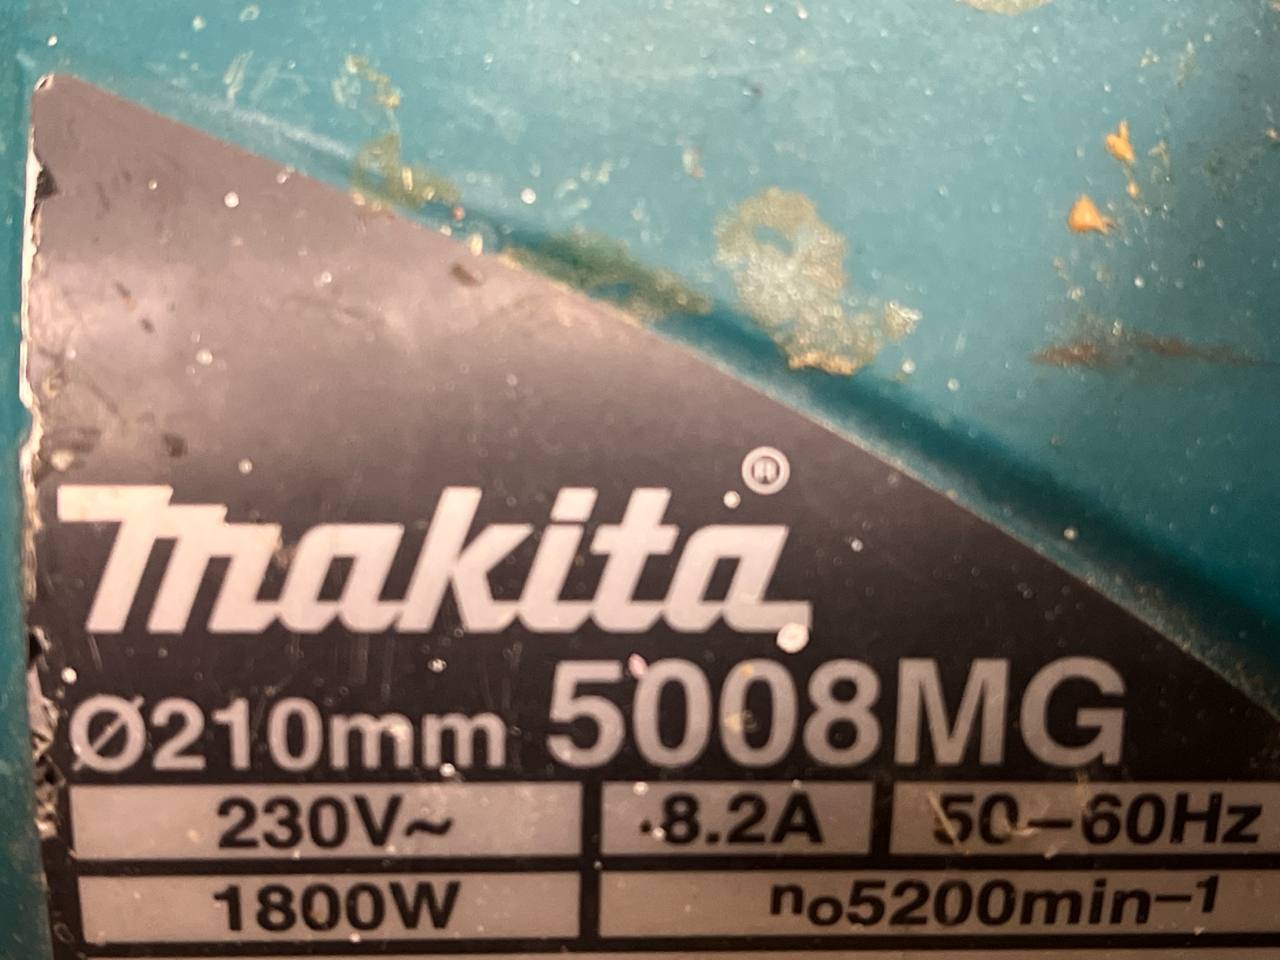 makita®
Ø210mm 5008MG
230V~ 8.2A 50-60Hz
1800W no5200min-1